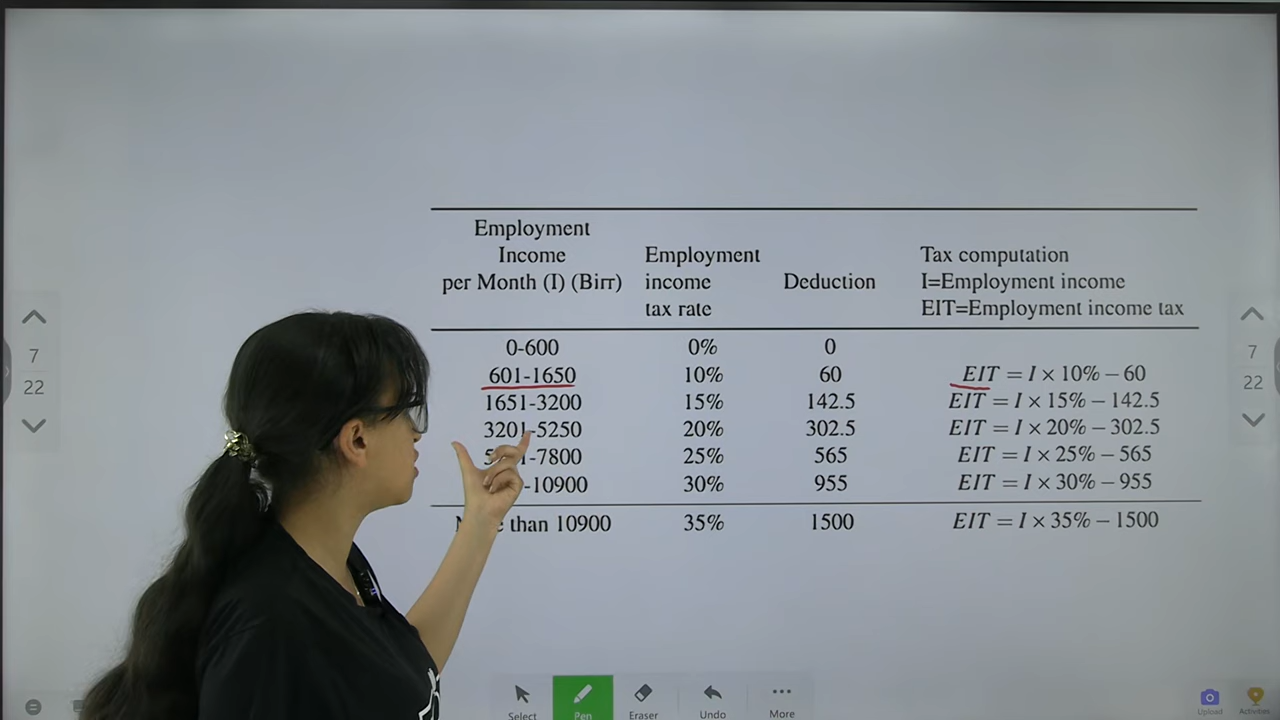 Employment
Income
per Month (I) (Birr)
Employment
income
tax rate
Deduction
Tax computation
I=Employment income
EIT=Employment income tax
0-600 0% 0
601-1650 10% 60 EIT = I × 10% − 60
1651-3200 15% 142.5 EIT = I × 15% − 142.5
3201-5250 20% 302.5 EIT = I × 20% − 302.5
-7800 25% 565 EIT = I × 25% − 565
-10900 30% 955 EIT = I × 30% − 955
than 10900 35% 1500 EIT = I × 35% − 1500
7
22
7
22
Select
Pen
Eraser
Undo
More
Upload
Activities